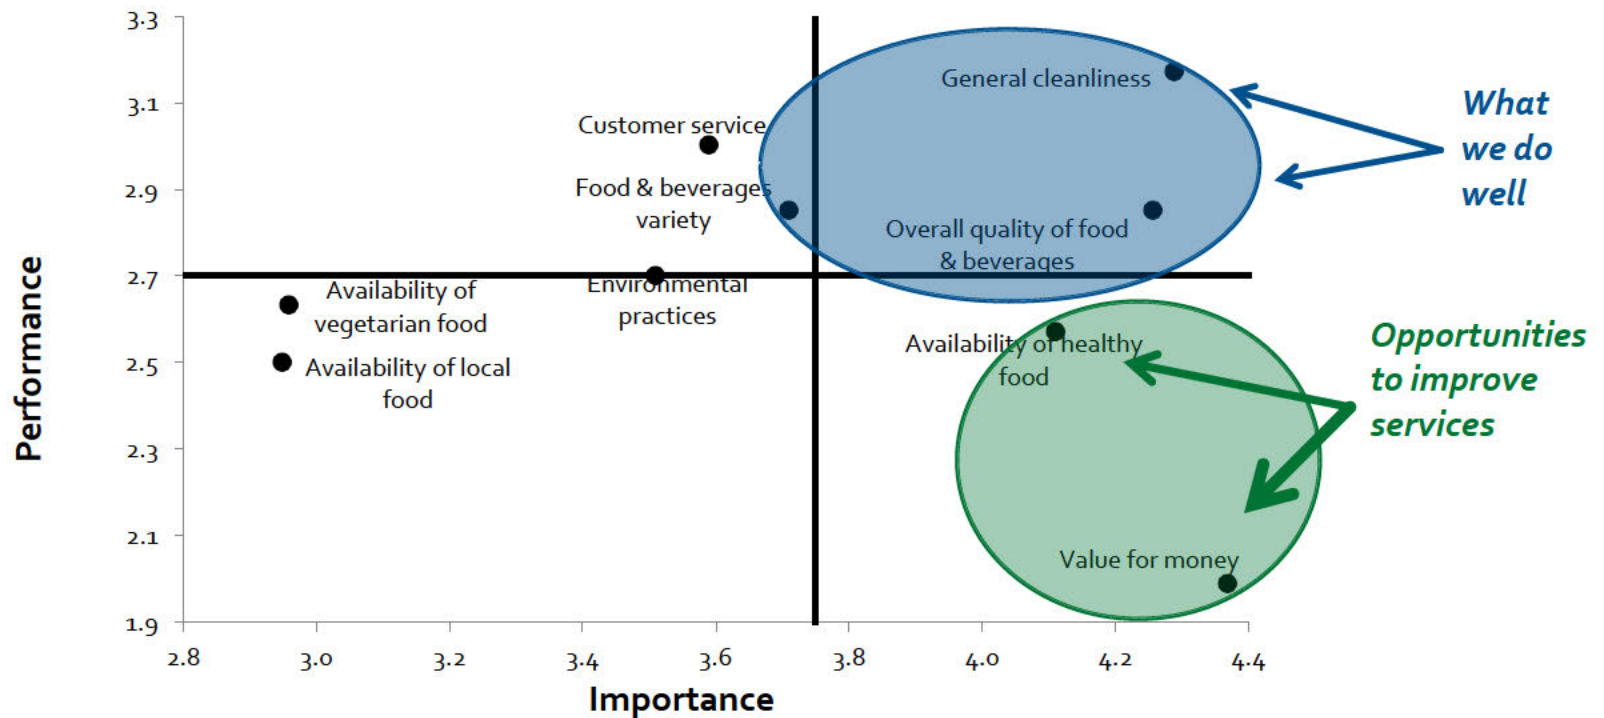 3.3
3.1
2.9
2.7
2.5
2.3
2.1
1.9
Performance
2.8
3.0
3.2
3.4
3.6
3.8
4.0
4.2
4.4
Importance
General cleanliness
Customer service
Food & beverages
variety
Overall quality of food
& beverages
Environmental
practices
Availability of
vegetarian food
Availability of local
food
Availability of healthy
food
Value for money
What
we do
well
Opportunities
to improve
services